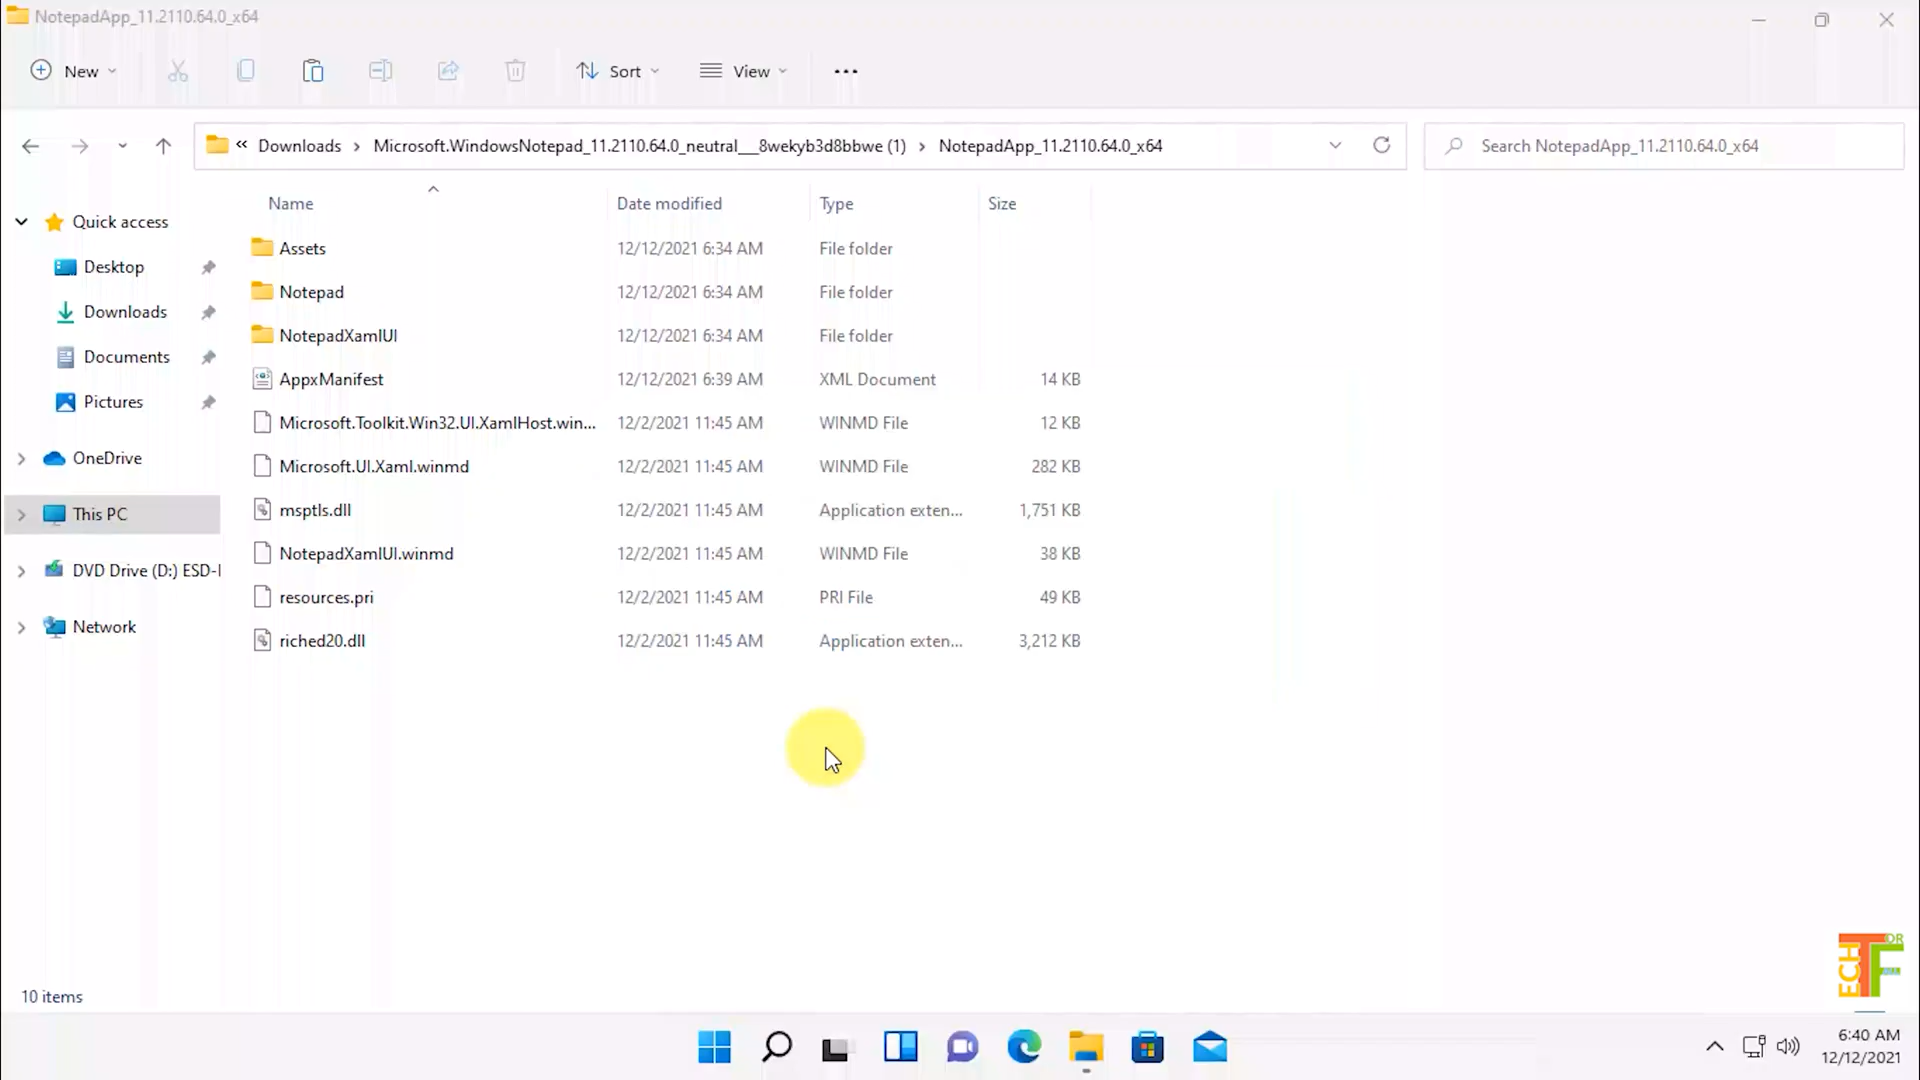 NotepadApp_11.2110.64.0_x64
New
Sort
View
« Downloads > Microsoft.WindowsNotepad_11.2110.64.0_neutral___8wekyb3d8bbwe (1) > NotepadApp_11.2110.64.0_x64
Search NotepadApp_11.2110.64.0_x64
Name Date modified Type Size
Quick access
Desktop
Downloads
Documents
Pictures
OneDrive
This PC
DVD Drive (D:) ESD-I
Network
Assets 12/12/2021 6:34 AM File folder
Notepad 12/12/2021 6:34 AM File folder
NotepadXamlUI 12/12/2021 6:34 AM File folder
AppxManifest 12/12/2021 6:39 AM XML Document 14 KB
Microsoft.Toolkit.Win32.UI.XamlHost.win... 12/2/2021 11:45 AM WINMD File 12 KB
Microsoft.UI.Xaml.winmd 12/2/2021 11:45 AM WINMD File 282 KB
msptls.dll 12/2/2021 11:45 AM Application exten... 1,751 KB
NotepadXamlUI.winmd 12/2/2021 11:45 AM WINMD File 38 KB
resources.pri 12/2/2021 11:45 AM PRI File 49 KB
riched20.dll 12/2/2021 11:45 AM Application exten... 3,212 KB
10 items
TECH
F
DR
6:40 AM
12/12/2021